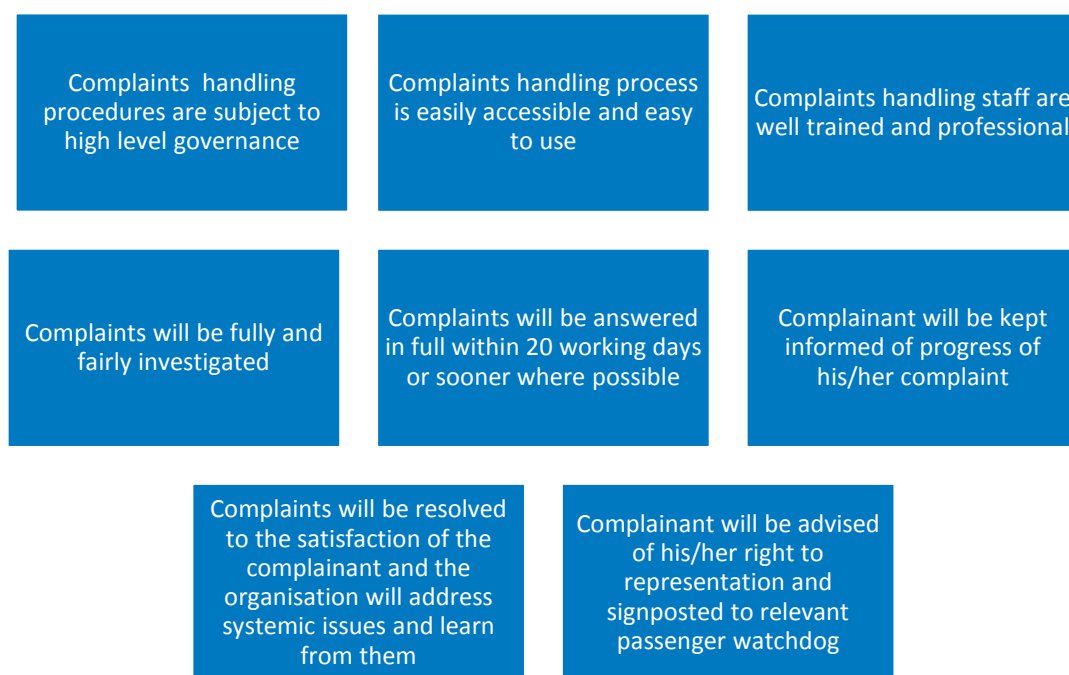 Complaints  handling
procedures are subject to
high level governance
Complaints handling process
is easily accessible and easy
to use
Complaints handling staff are
well trained and professional
Complaints will be fully and
fairly investigated
Complaints will be answered
in full within 20 working days
or sooner where possible
Complainant will be kept
informed of progress of
his/her complaint
Complaints will be resolved
to the satisfaction of the
complainant and the
organisation will address
systemic issues and learn
from them
Complainant will be advised
of his/her right to
representation and
signposted to relevant
passenger watchdog